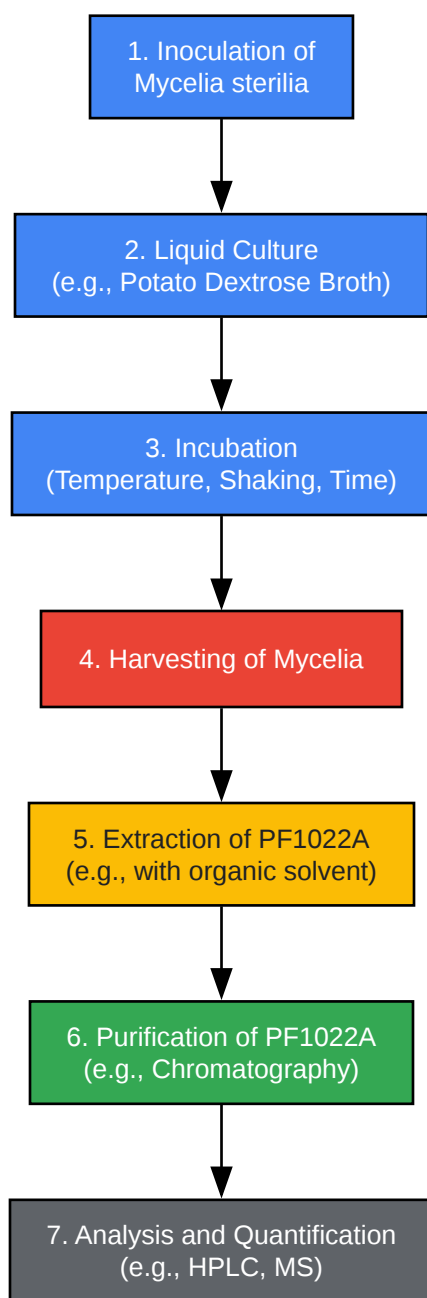 1. Inoculation of
Mycelia sterilia
2. Liquid Culture
(e.g., Potato Dextrose Broth)
3. Incubation
(Temperature, Shaking, Time)
4. Harvesting of Mycelia
5. Extraction of PF1022A
(e.g., with organic solvent)
6. Purification of PF1022A
(e.g., Chromatography)
7. Analysis and Quantification
(e.g., HPLC, MS)